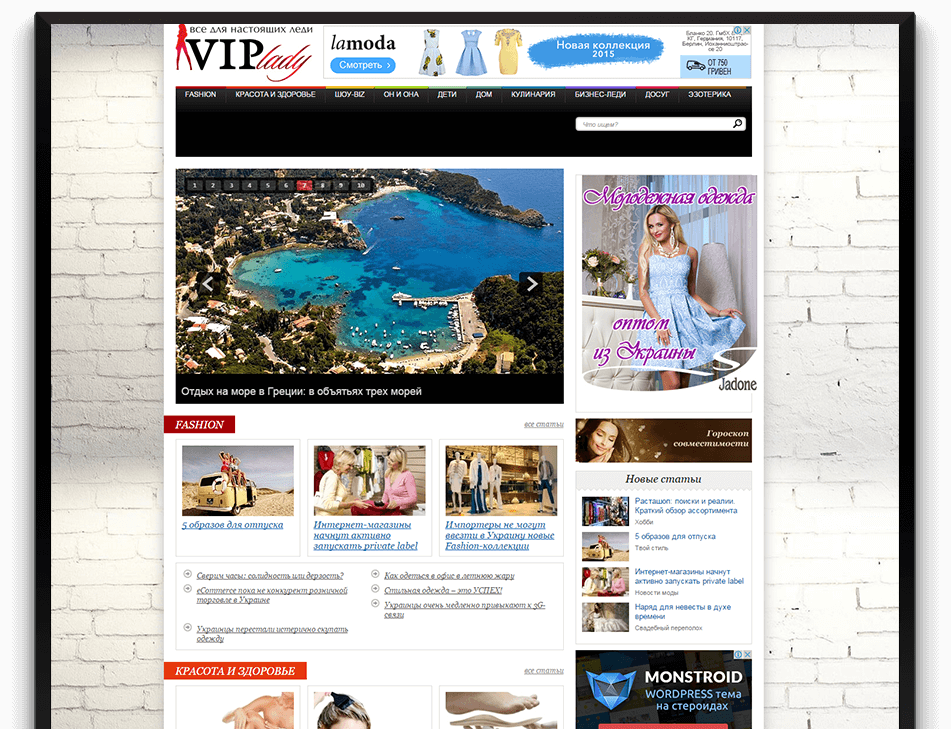 все для настоящих леди
VIPlady
lamoda
Смотреть ›
Новая коллекция
2015
Бланко 20, ГмбХ &
КГ, Германия, 10117,
Берлин,
ОТ 750
ГРИВЕН
FASHION КРАСОТА И ЗДОРОВЬЕ ШОУ-BIZ ОН И ОНА ДЕТИ ДОМ КУЛИНАРИЯ БИЗНЕС-ЛЕДИ ДОСУГ ЭЗОТЕРИКА
Что ищем?
1 2 3 4 5 6 7 8 9 10
Отдых на море в Греции: в объятьях трех морей
Молодежная одежда
оптом
из Украины
Jadone
FASHION
все статьи
5 образов для отпуска
Интернет-магазины
начнут активно
запускать private label
Импортеры не могут
ввезти в Украину новые
Fashion-коллекции
Сверич часы: солидность или дерзость?
eCommerce пока не конкурент розничной
торговле в Украине
Украинцы перестали истерично скупать
одежду
Как одеться в офис в летнюю жару
Стильная одежда – это УСПЕХ!
Украинцы очень медленно привыкают к 3G-
связи
Гороскоп
совместимости
Новые статьи
Ростащоп: поиски и реалии.
Краткий обзор ассортимента
Хобби
5 образов для отпуска
Твой стиль
Интернет-магазины начнут
активно запускать private label
Новости моды
Наряд для невесты в духе
времени
Свадебный переполох
КРАСОТА И ЗДОРОВЬЕ
все статьи
MONSTROID
WORDPRESS тема
на стероидах